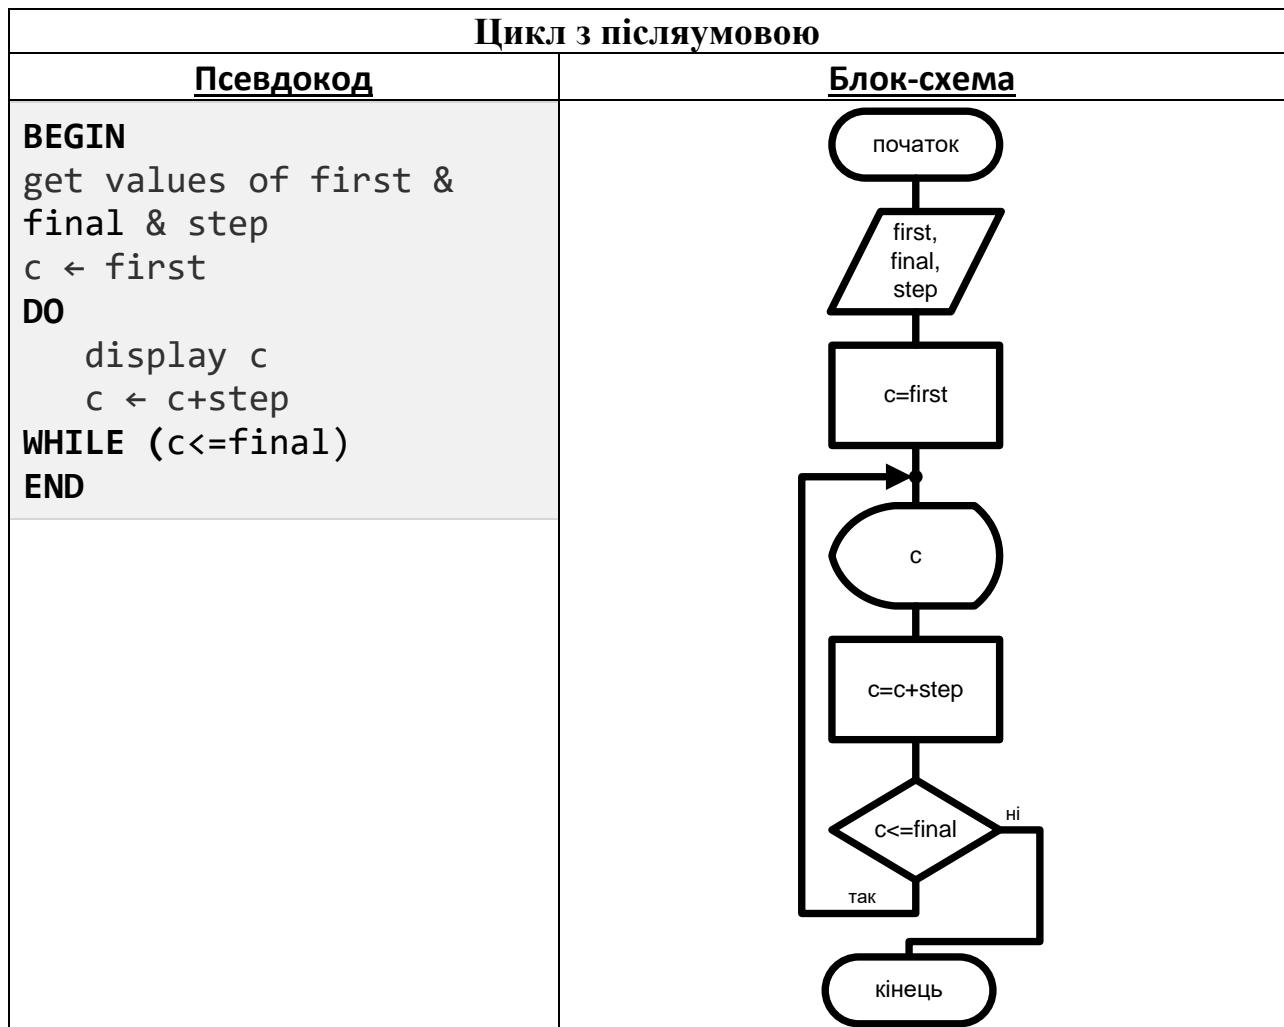 Цикл з післяумовою
Псевдокод
Блок-схема
BEGIN
get values of first &
final & step
c ← first
DO
display c
c ← c+step
WHILE (c<=final)
END
початок
first,
final,
step
c=first
c
c=c+step
c<=final
ні
так
кінець